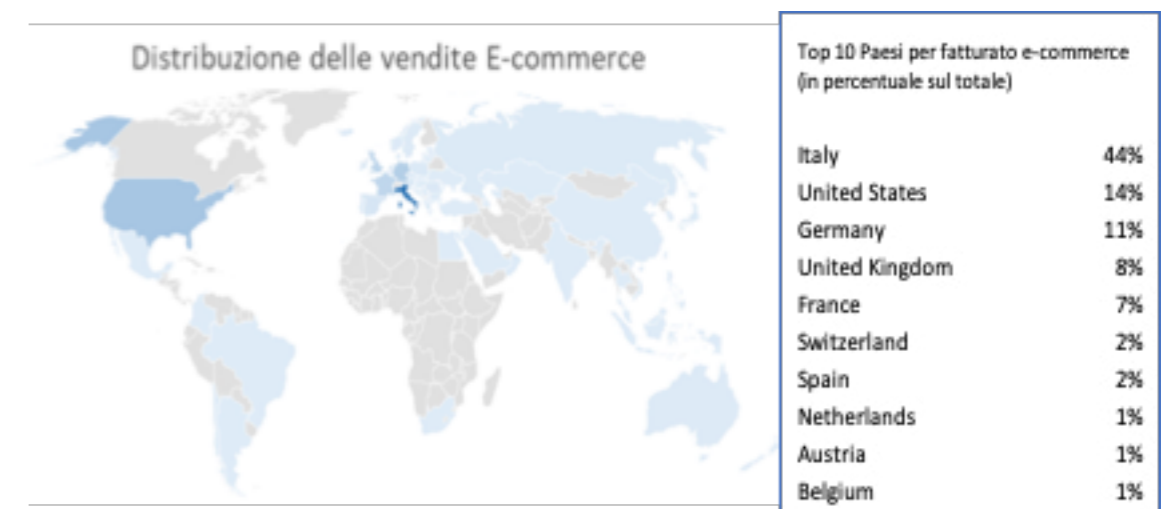 Distribuzione delle vendite E-commerce
Top 10 Paesi per fatturato e-commerce
(in percentuale sul totale)
Italy 44%
United States 14%
Germany 11%
United Kingdom 8%
France 7%
Switzerland 2%
Spain 2%
Netherlands 1%
Austria 1%
Belgium 1%